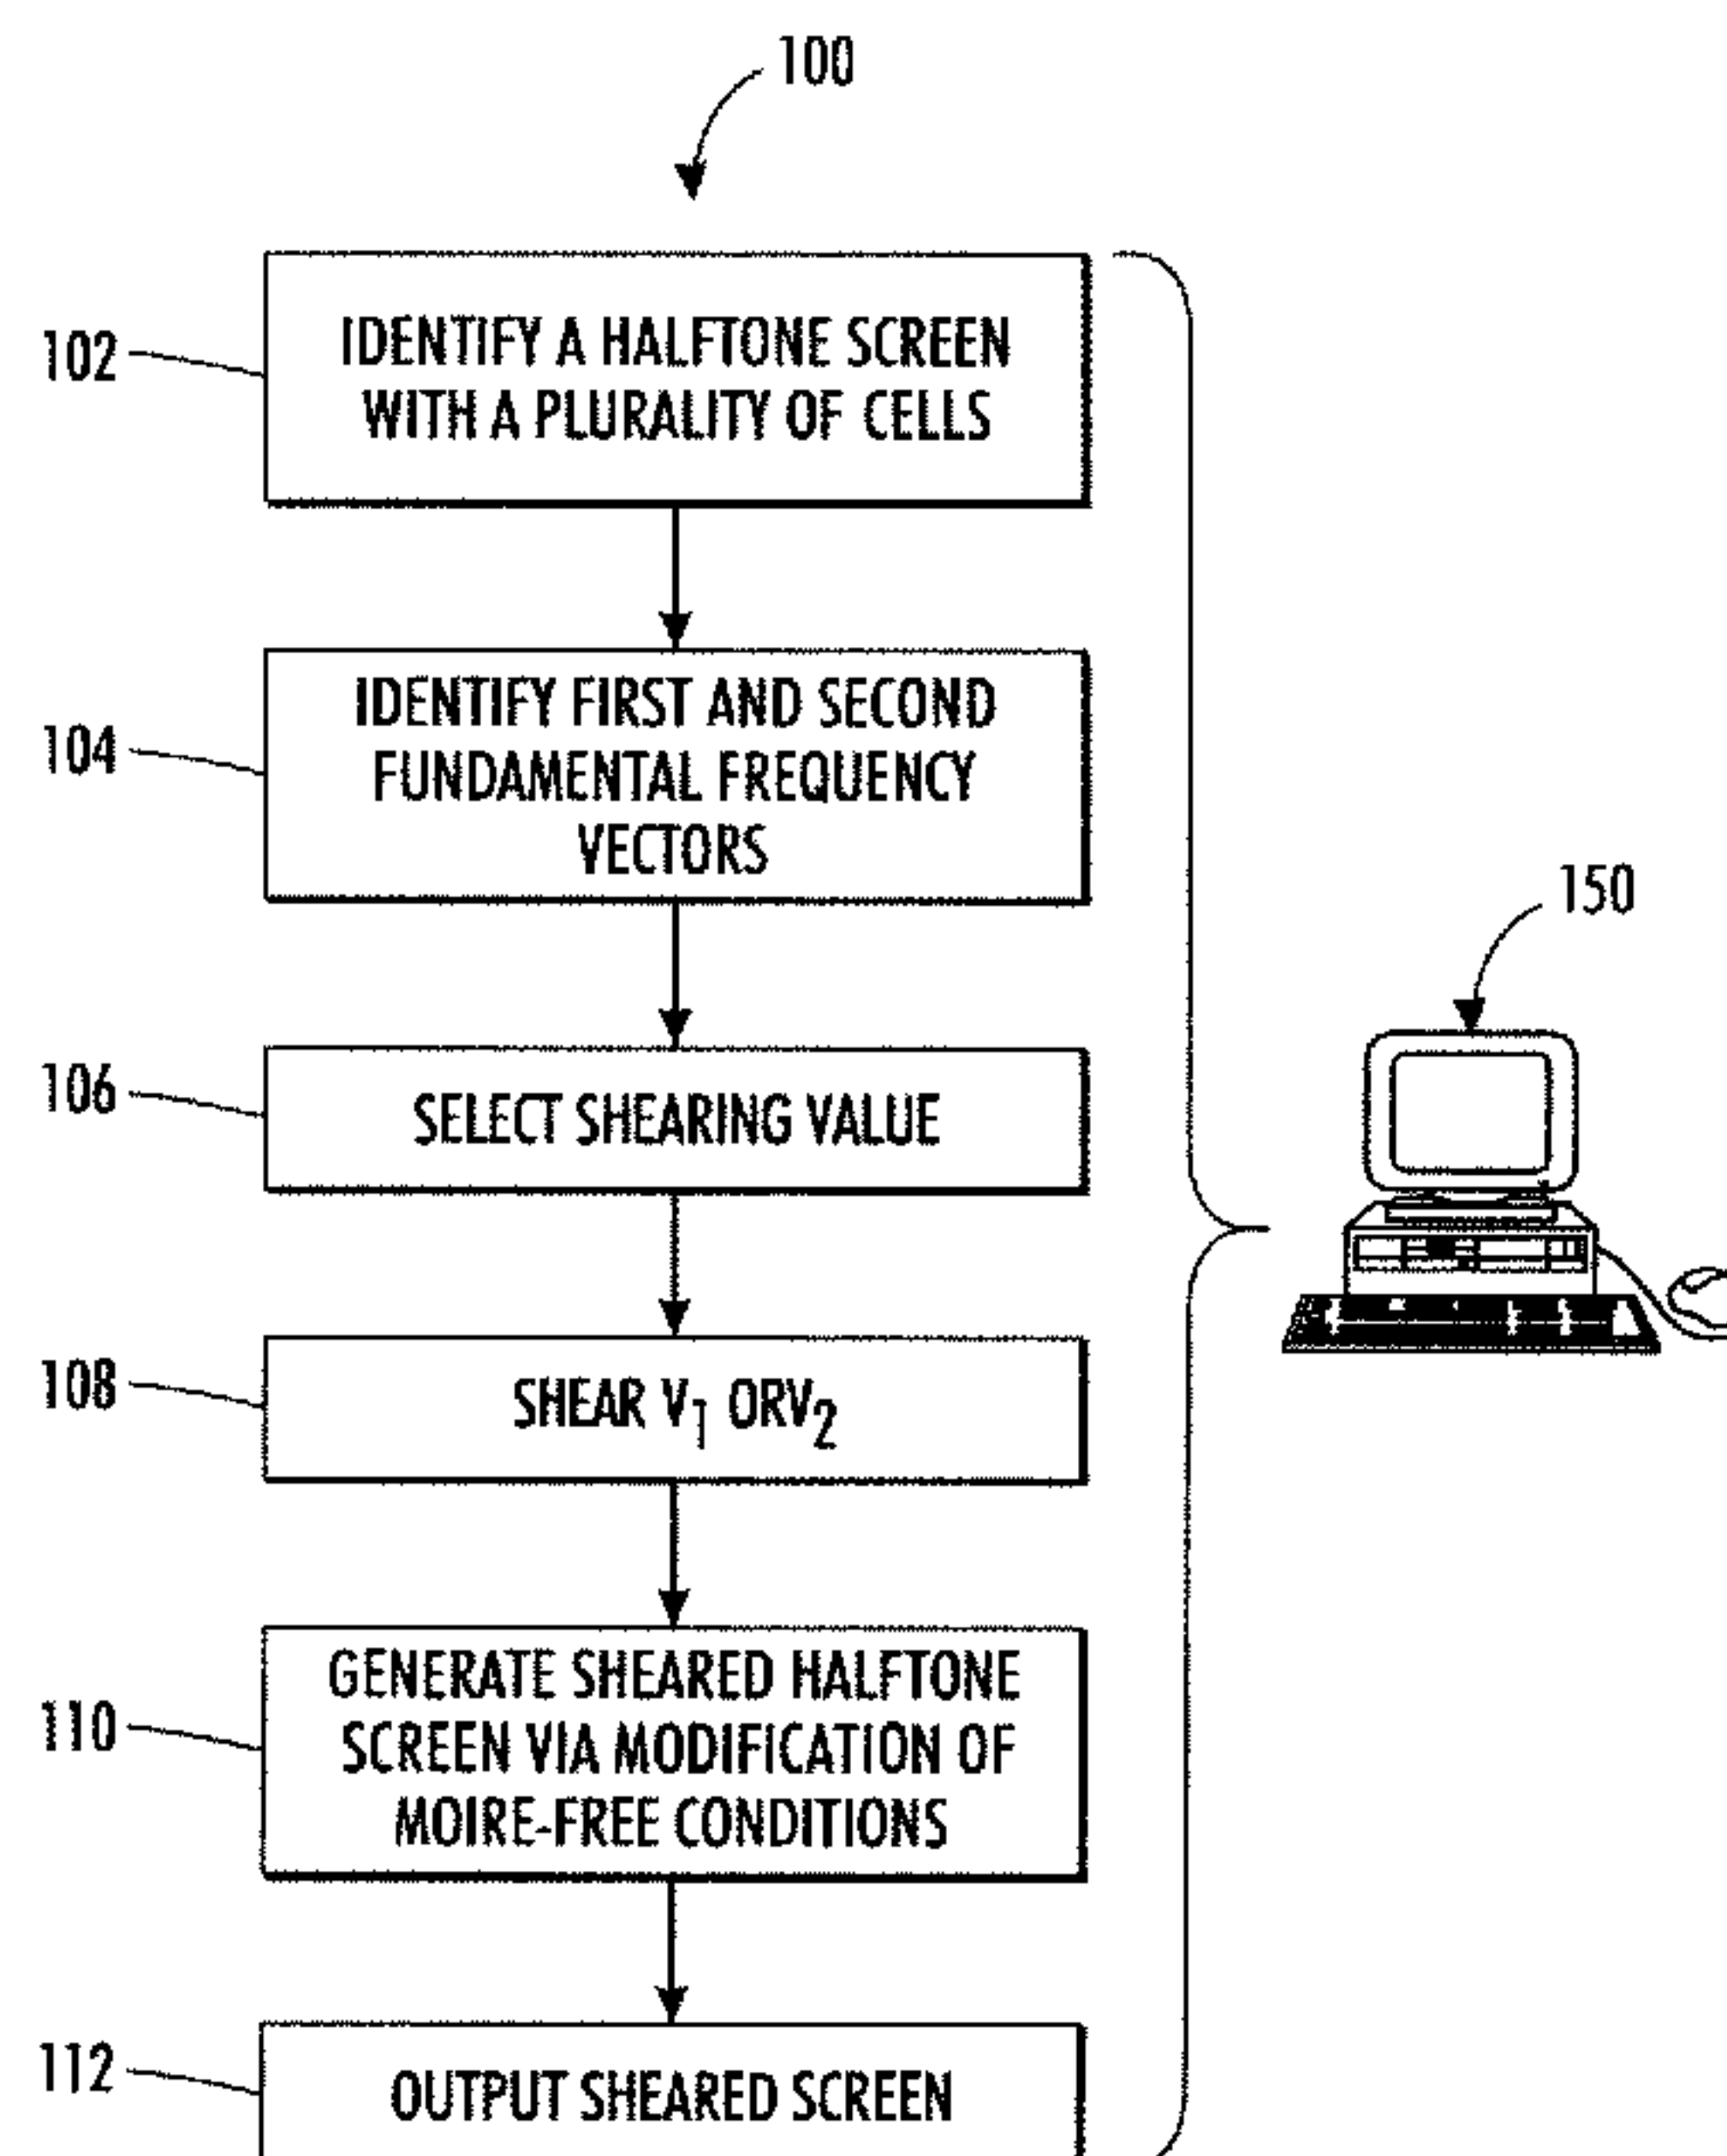 100
102
IDENTIFY A HALFTONE SCREEN
WITH A PLURALITY OF CELLS
104
IDENTIFY FIRST AND SECOND
FUNDAMENTAL FREQUENCY
VECTORS
150
106
SELECT SHEARING VALUE
108
SHEAR V₁ ORV₂
110
GENERATE SHEARED HALFTONE
SCREEN VIA MODIFICATION OF
MOIRE-FREE CONDITIONS
112
OUTPUT SHEARED SCREEN